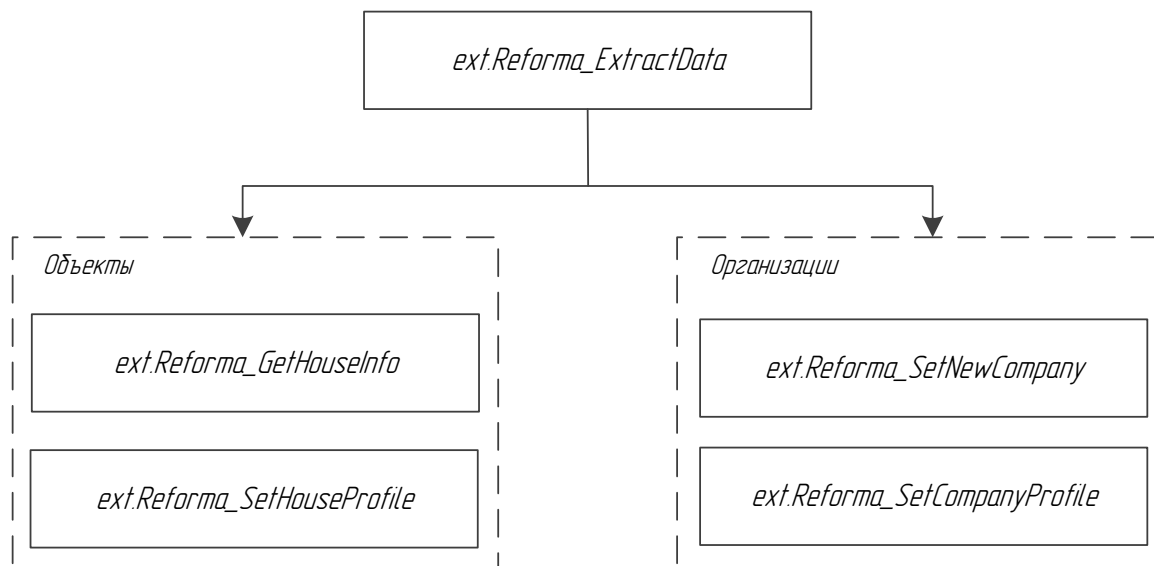 ext.Reforma_ExtractData
Объекты
ext.Reforma_GetHouseInfo
ext.Reforma_SetHouseProfile
Организации
ext.Reforma_SetNewCompany
ext.Reforma_SetCompanyProfile